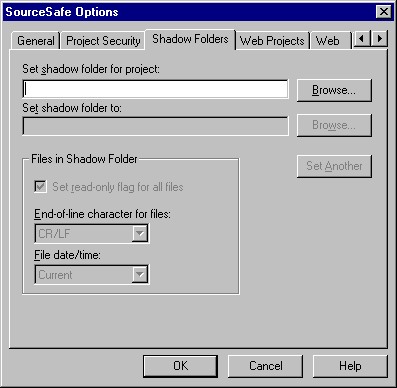 SourceSafe Options
General Project Security Shadow Folders Web Projects Web
Set shadow folder for project:
Browse...
Set shadow folder to:
Browse...
Files in Shadow Folder
Set Another
Set read-only flag for all files
End-of-line character for files:
CR/LF
File date/time:
Current
OK Cancel Help